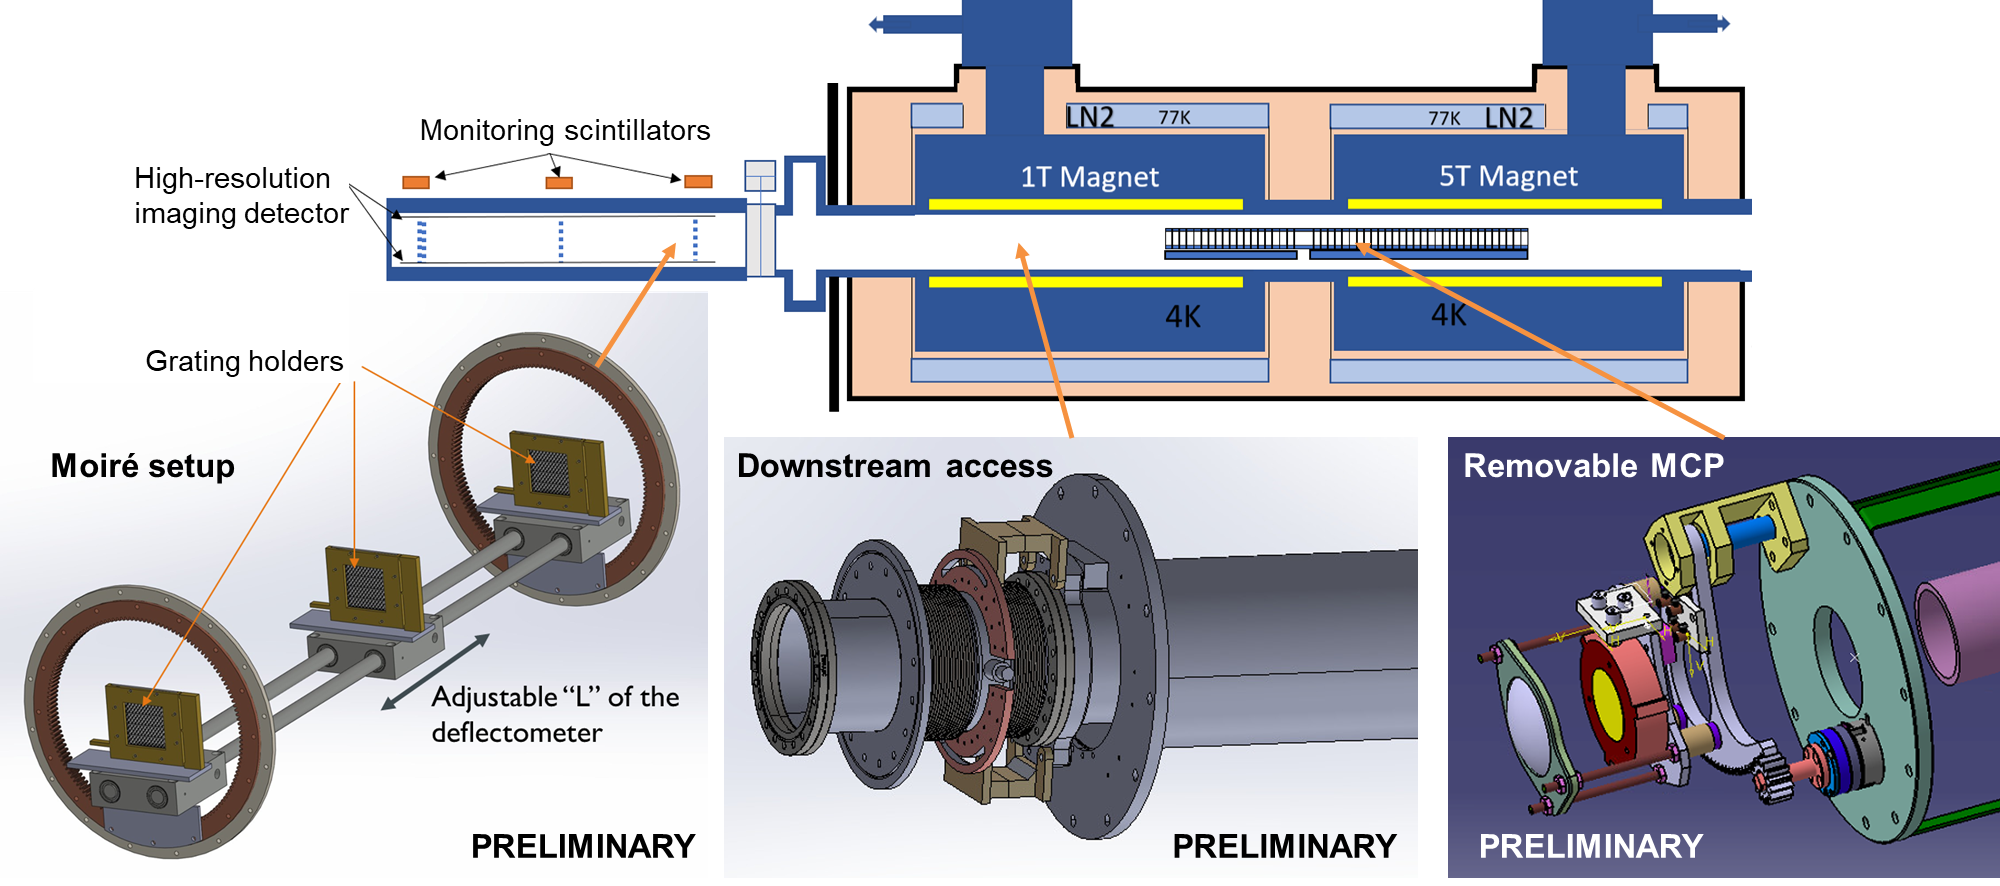 Monitoring scintillators
High-resolution
imaging detector
LN2
77K
77K
LN2
1T Magnet
5T Magnet
4K
4K
Grating holders
Moiré setup
Adjustable “L” of the
deflectometer
PRELIMINARY
Downstream access
PRELIMINARY
Removable MCP
PRELIMINARY